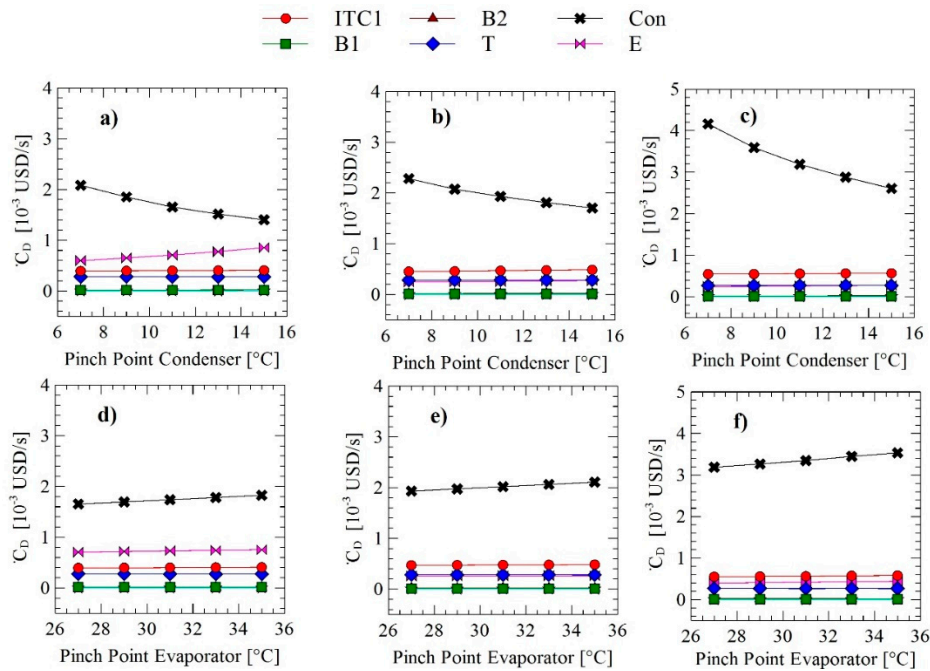 ITC1 B2 Con
B1 T E
a) b) c)
4 4 5
3 3 4
2 2 3
1 1 2
0 0 1
0
Ċ_D [10⁻³ USD/s] Ċ_D [10⁻³ USD/s] Ċ_D [10⁻³ USD/s]
6 8 10 12 14 16 6 8 10 12 14 16 6 8 10 12 14 16
Pinch Point Condenser [°C] Pinch Point Condenser [°C] Pinch Point Condenser [°C]
d) e) f)
4 4 5
3 3 4
2 2 3
1 1 2
0 0 1
0
Ċ_D [10⁻³ USD/s] Ċ_D [10⁻³ USD/s] Ċ_D [10⁻³ USD/s]
26 28 30 32 34 36 26 28 30 32 34 36 26 28 30 32 34 36
Pinch Point Evaporator [°C] Pinch Point Evaporator [°C] Pinch Point Evaporator [°C]